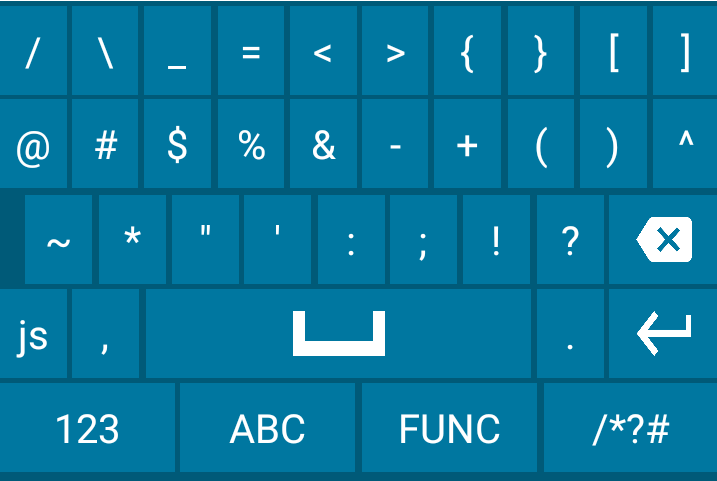 / \ _ = < > { } [ ]
@ # $ % & - + ( ) ^
~ * " ' : ; ! ?
js , .
123 ABC FUNC /*?#